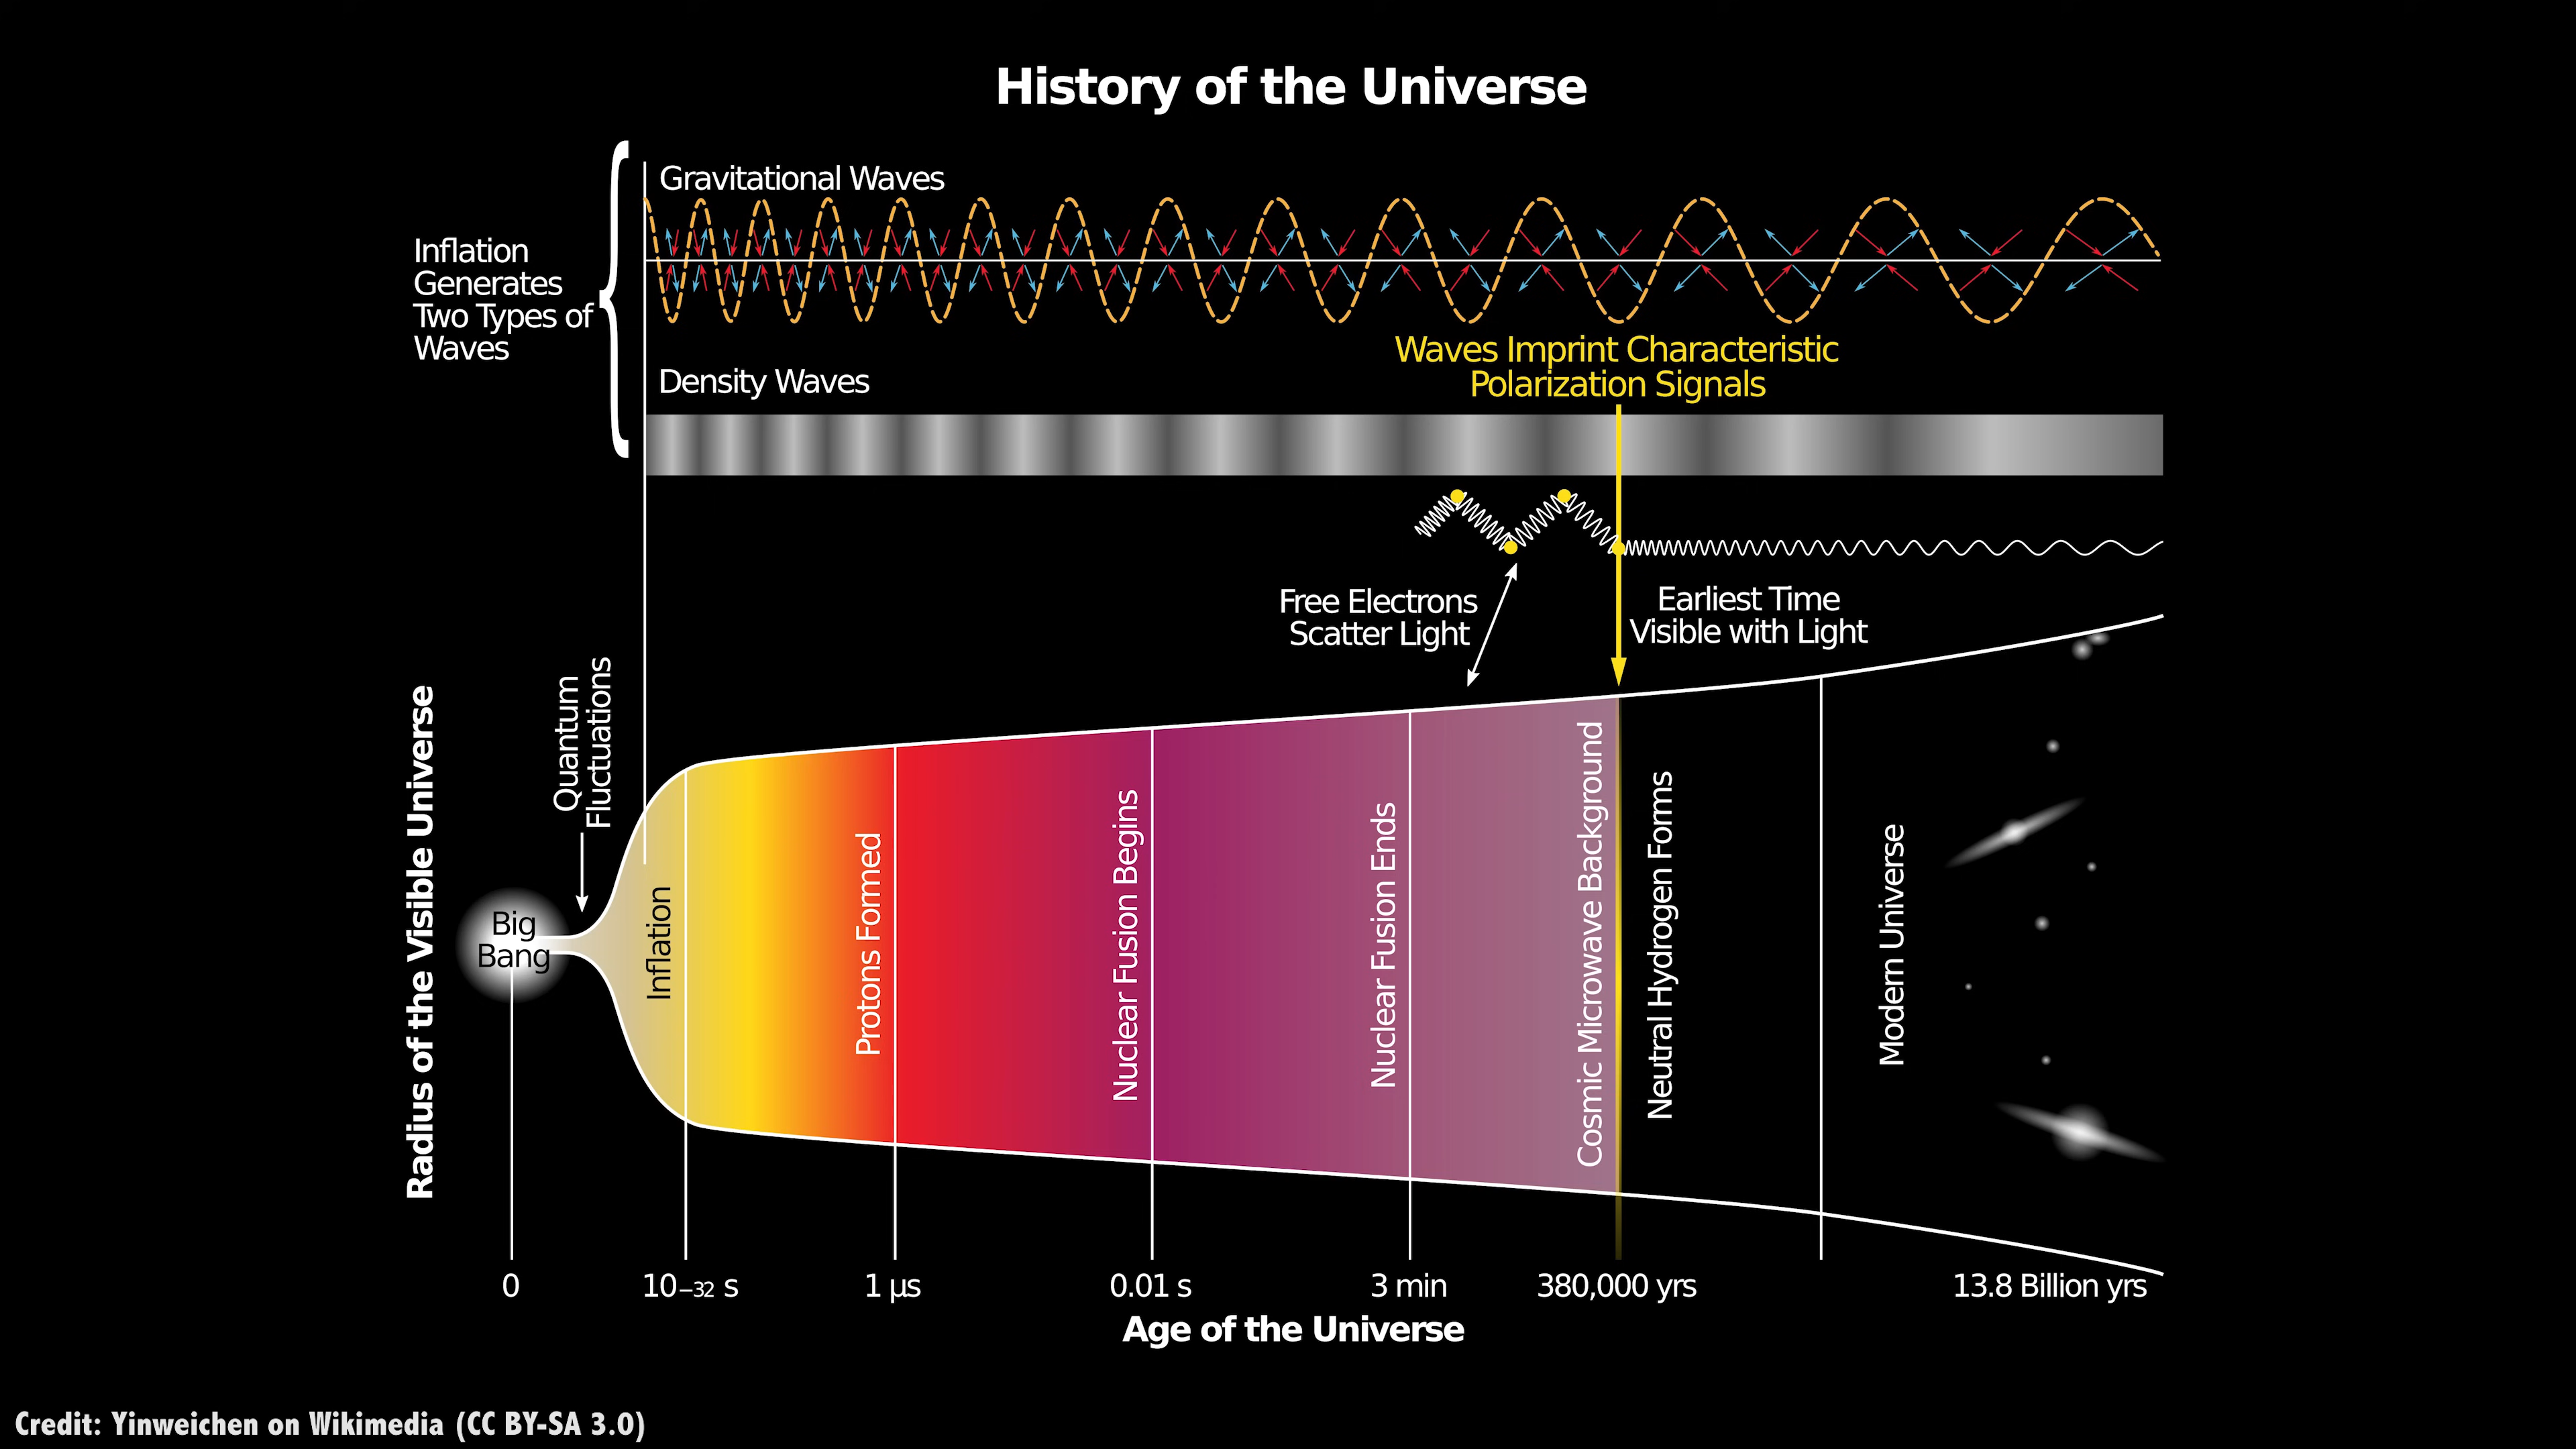 History of the Universe
Gravitational Waves
Inflation
Generates
Two Types of
Waves
Waves Imprint Characteristic
Polarization Signals
Density Waves
Free Electrons
Scatter Light
Earliest Time
Visible with Light
Radius of the Visible Universe
Quantum
Fluctuations
Big
Bang
Inflation
Protons Formed
Nuclear Fusion Begins
Nuclear Fusion Ends
Cosmic Microwave Background
Neutral Hydrogen Forms
Modern Universe
0
10−32 s
1 µs
0.01 s
3 min
380,000 yrs
13.8 Billion yrs
Age of the Universe
Credit: Yinweichen on Wikimedia (CC BY-SA 3.0)